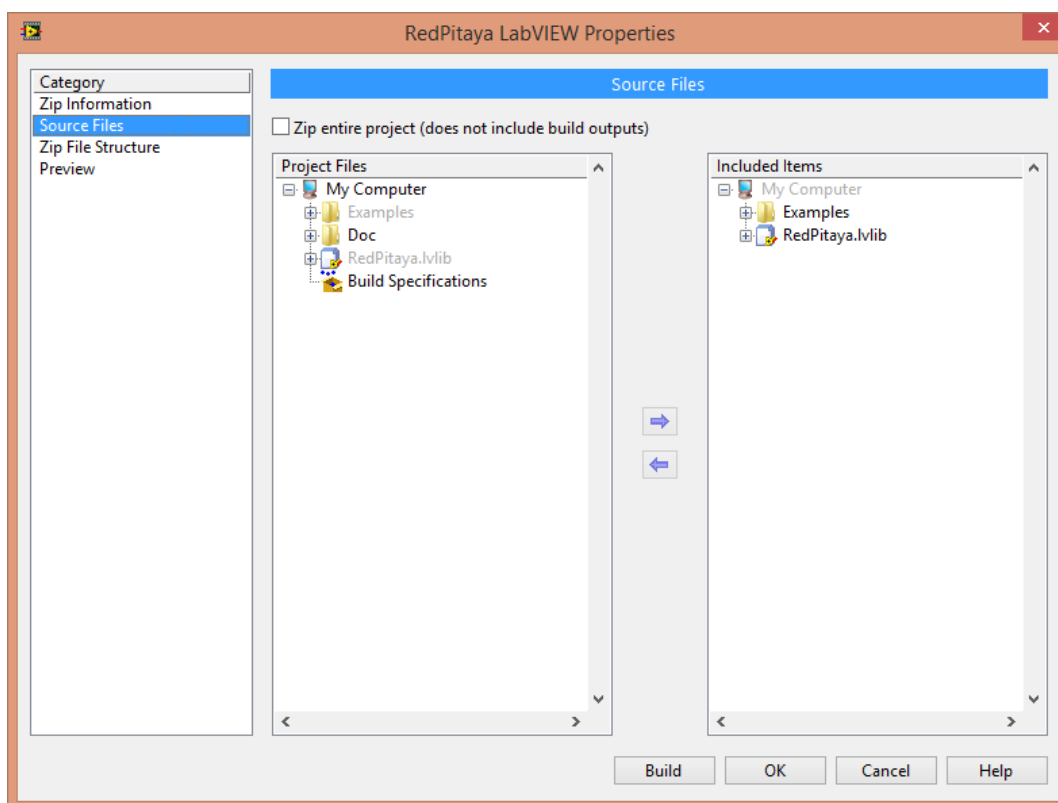 RedPitaya LabVIEW Properties
Category
Zip Information
Source Files
Zip File Structure
Preview
Source Files
Zip entire project (does not include build outputs)
Project Files
My Computer
Examples
Doc
RedPitaya.lvlib
Build Specifications
Included Items
My Computer
Examples
RedPitaya.lvlib
Build
OK
Cancel
Help